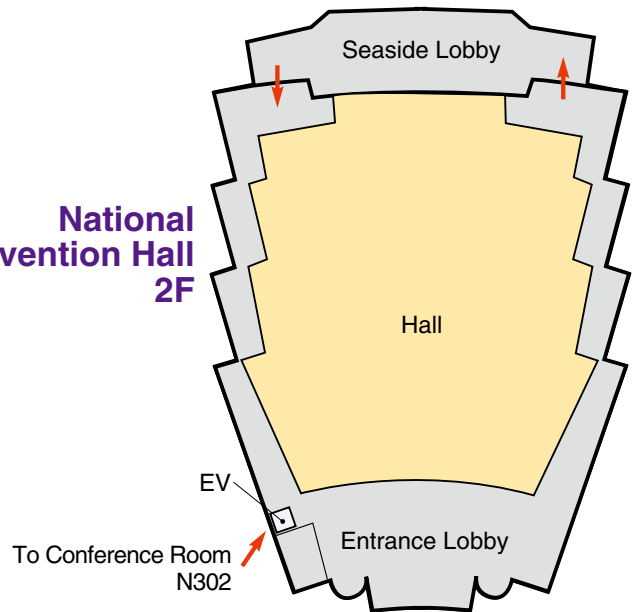 Seaside Lobby
National
vention Hall
2F
Hall
EV
Entrance Lobby
To Conference Room
N302